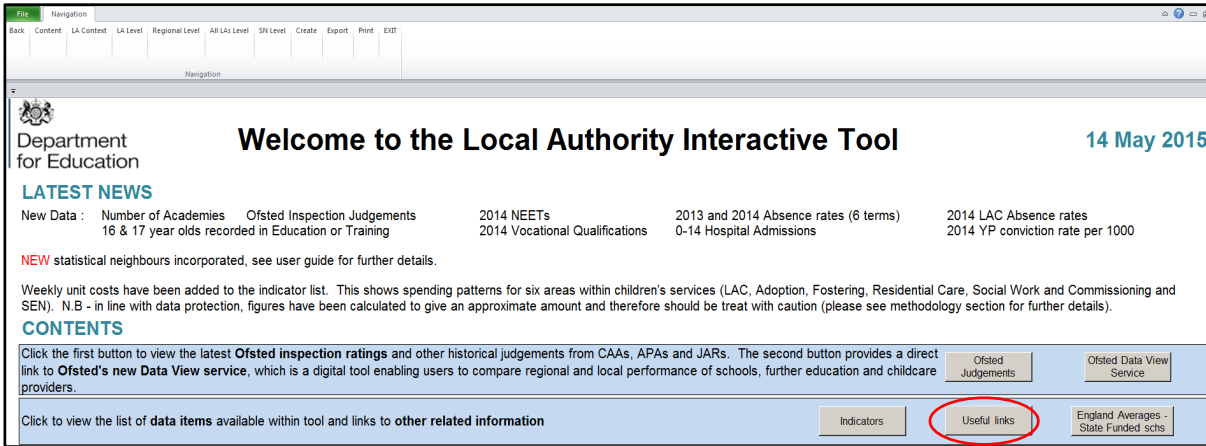 File Navigation
Back Content LA Context LA Level Regional Level All LAs Level SN Level Create Export Print EXIT
Navigation
Department
for Education
Welcome to the Local Authority Interactive Tool
14 May 2015
LATEST NEWS
New Data : Number of Academies Ofsted Inspection Judgements 2014 NEETs 2013 and 2014 Absence rates (6 terms) 2014 LAC Absence rates
16 & 17 year olds recorded in Education or Training 2014 Vocational Qualifications 0-14 Hospital Admissions 2014 YP conviction rate per 1000
NEW statistical neighbours incorporated, see user guide for further details.
Weekly unit costs have been added to the indicator list. This shows spending patterns for six areas within children's services (LAC, Adoption, Fostering, Residential Care, Social Work and Commissioning and
SEN). N.B - in line with data protection, figures have been calculated to give an approximate amount and therefore should be treat with caution (please see methodology section for further details).
CONTENTS
Click the first button to view the latest Ofsted inspection ratings and other historical judgements from CAAs, APAs and JARs. The second button provides a direct
link to Ofsted's new Data View service, which is a digital tool enabling users to compare regional and local performance of schools, further education and childcare
providers.
Ofsted
Judgements
Ofsted Data View
Service
Click to view the list of data items available within tool and links to other related information
Indicators
Useful links
England Averages -
State Funded schs